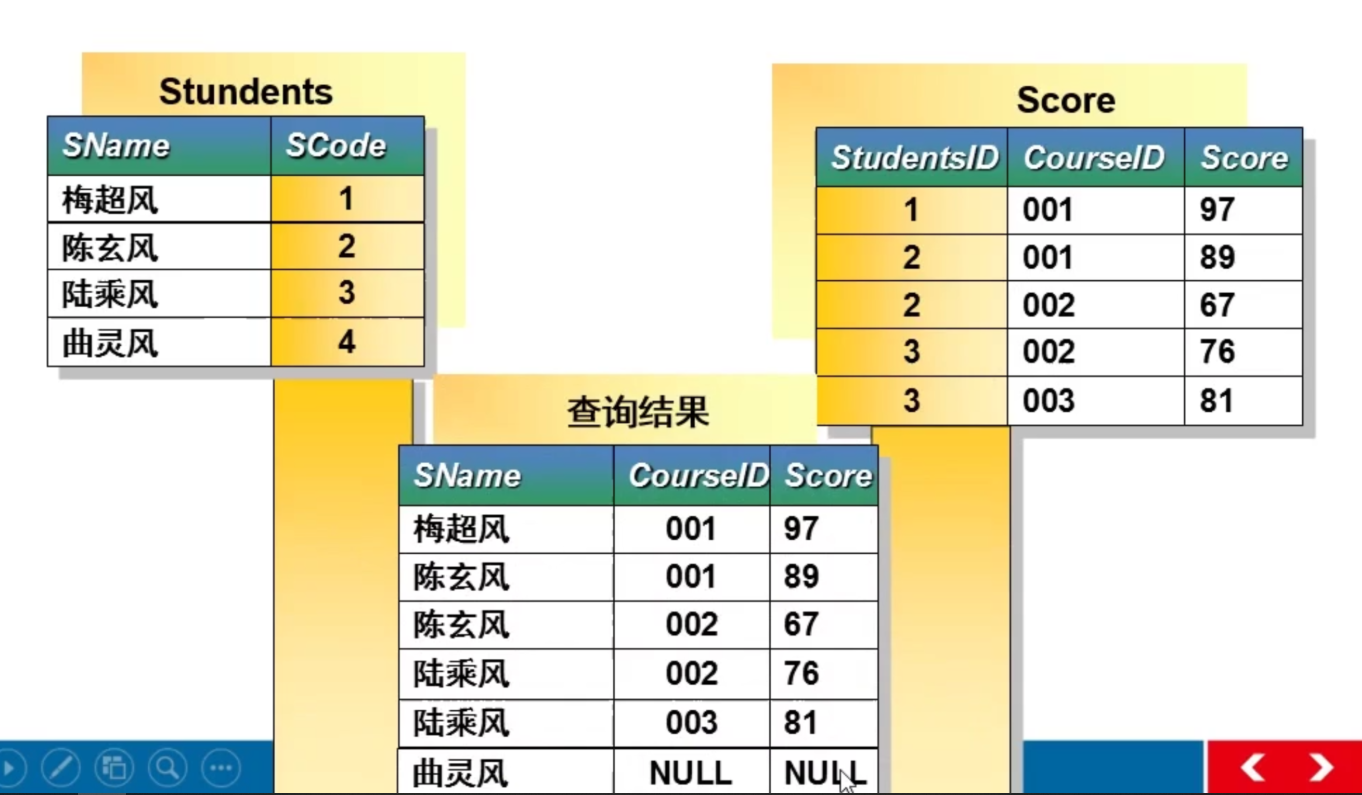 Stundents
SName SCode
梅超风 1
陈玄风 2
陆乘风 3
曲灵风 4
Score
StudentsID CourseID Score
1 001 97
2 001 89
2 002 67
3 002 76
3 003 81
查询结果
SName CourseID Score
梅超风 001 97
陈玄风 001 89
陈玄风 002 67
陆乘风 002 76
陆乘风 003 81
曲灵风 NULL NULL